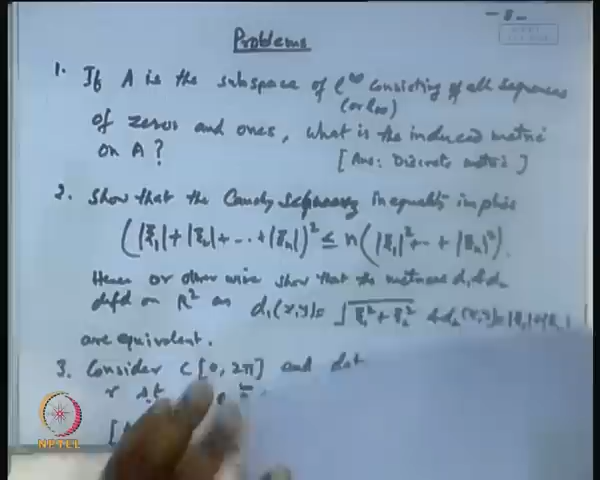 - 8 -
Problems
1. If A is the subspace of l^∞ consisting of all sequences
(or l∞)
of zeros and ones, what is the induced metric
on A? [Ans: Discrete metric]
2. Show that the Cauchy inequality implies
(|ξ₁|+|ξ₂|+...+|ξₙ|)² ≤ n(|ξ₁|²+...+|ξₙ|²).
Hence or otherwise show that the metrices d₁ & d₂
defd on R² as d₁(x,y)= √ξ₁²+ξ₂² & d₂(x,y)=|ξ₁|+|ξ₂|
are equivalent.
3. Consider C[0, 2π] and det
r s.t
[A
NPTEL